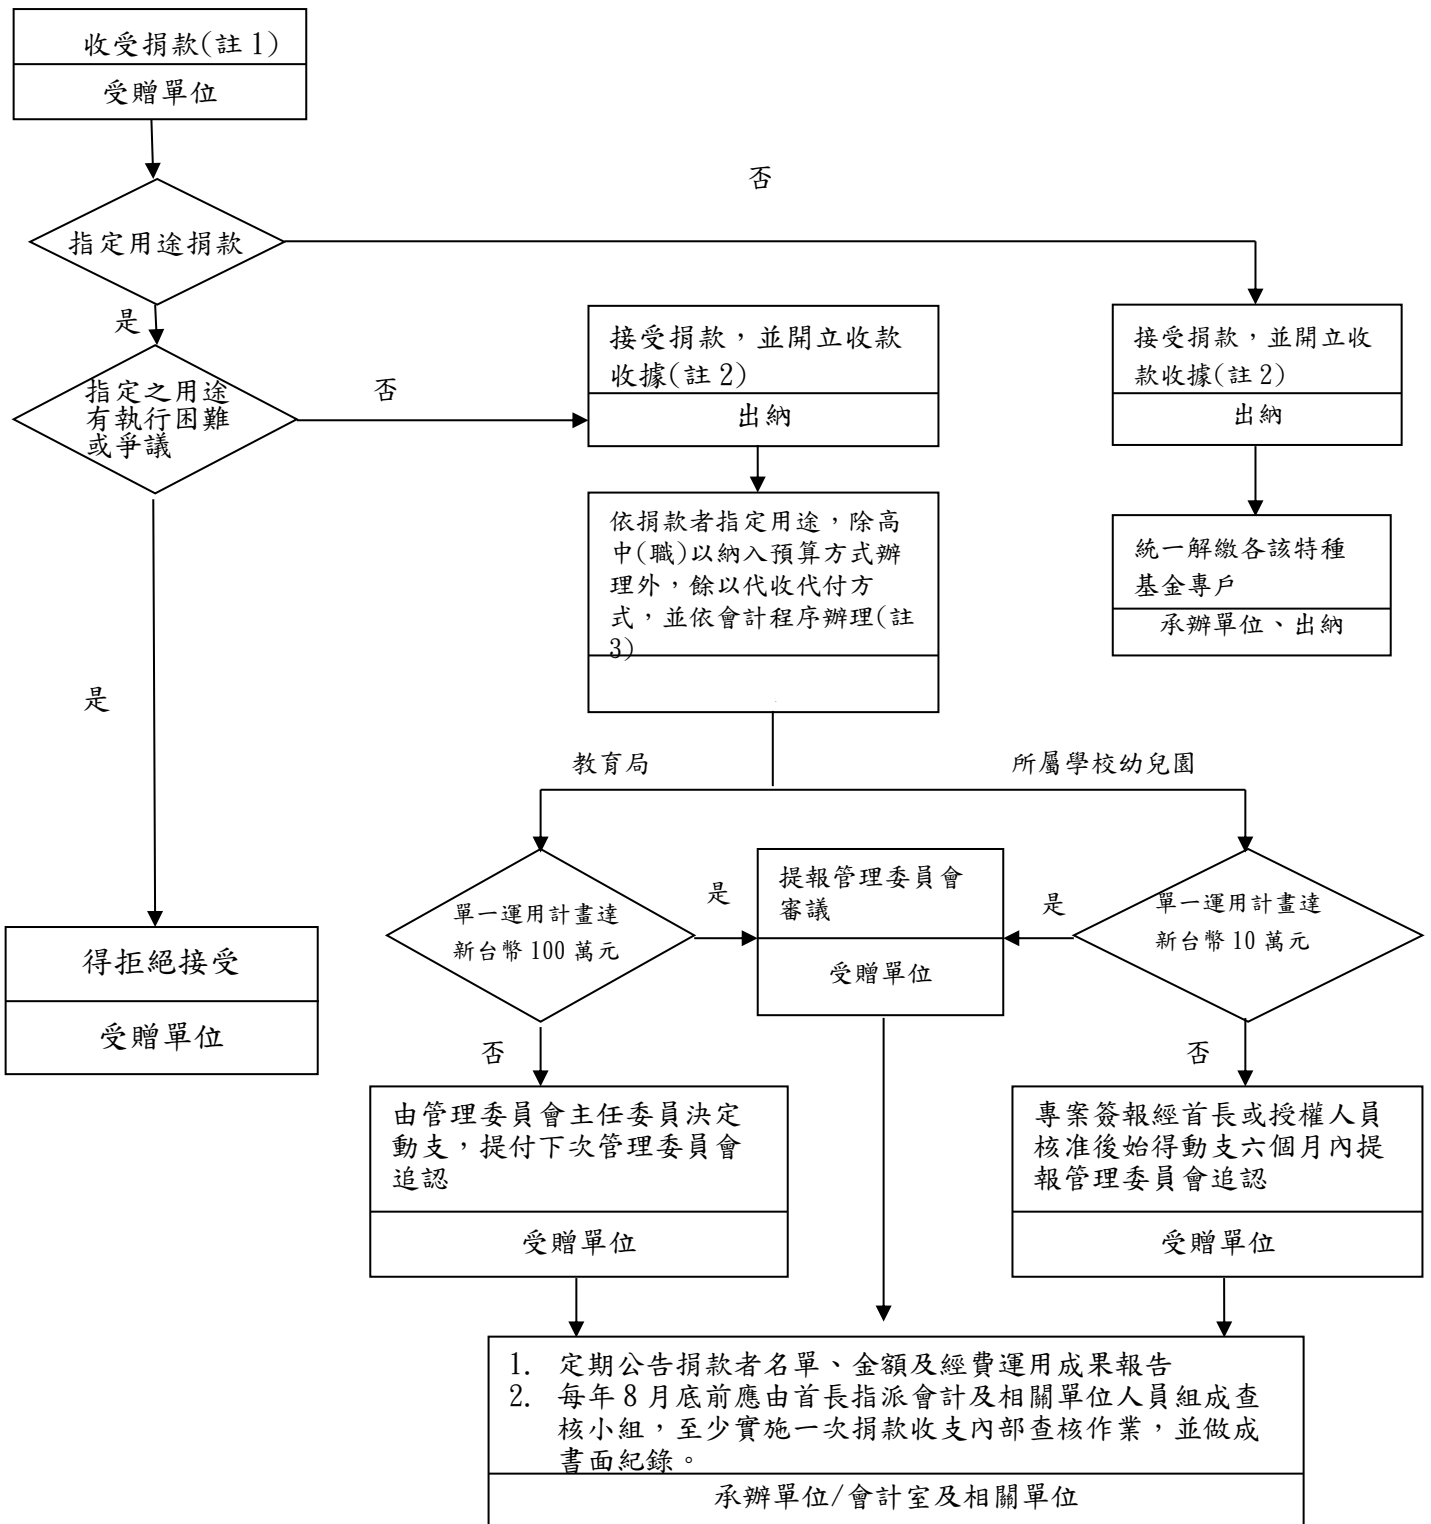 收受捐款(註1)
受贈單位
否
指定用途捐款
是
指定之用途
有執行困難
或爭議
否
接受捐款，並開立收款
收據(註2)
出納
接受捐款，並開立收
款收據(註2)
出納
依捐款者指定用途，除高
中(職)以納入預算方式辦
理外，餘以代收代付方
式，並依會計程序辦理(註
3)
統一解繳各該特種
基金專戶
承辦單位、出納
是
教育局
所屬學校幼兒園
單一運用計畫達
新台幣100萬元
是
提報管理委員會
審議
受贈單位
是
單一運用計畫達
新台幣10萬元
得拒絕接受
受贈單位
否
否
由管理委員會主任委員決定
動支，提付下次管理委員會
追認
受贈單位
專案簽報經首長或授權人員
核准後始得動支六個月內提
報管理委員會追認
受贈單位
1. 定期公告捐款者名單、金額及經費運用成果報告
2. 每年8月底前應由首長指派會計及相關單位人員組成查
核小組，至少實施一次捐款收支內部查核作業，並做成
書面紀錄。
承辦單位/會計室及相關單位